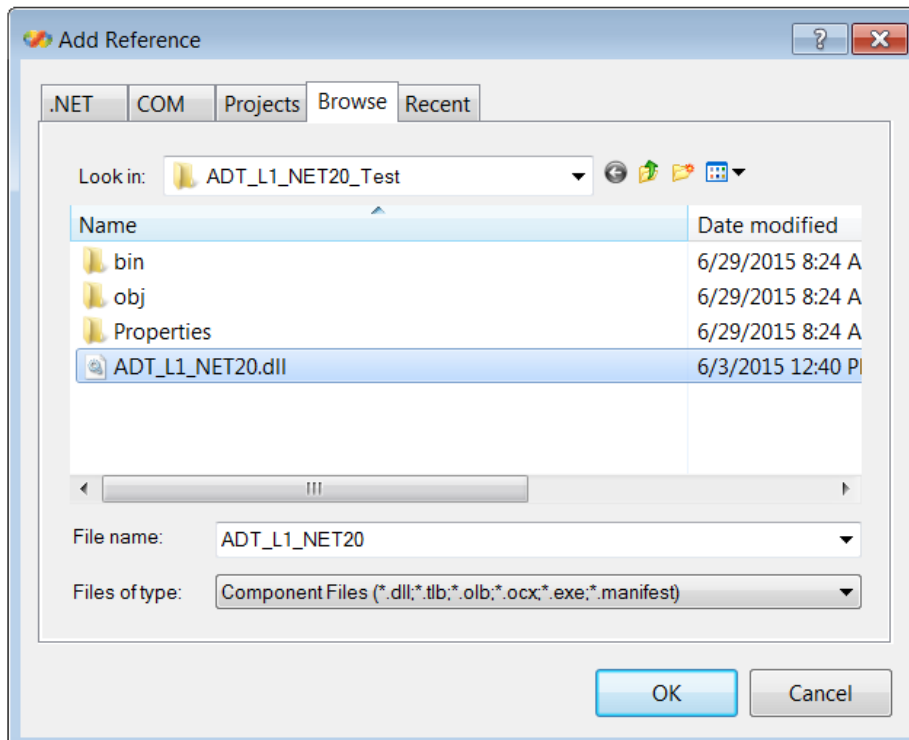 Add Reference
.NET COM Projects Browse Recent
Look in: ADT_L1_NET20_Test
Name Date modified
bin 6/29/2015 8:24 A
obj 6/29/2015 8:24 A
Properties 6/29/2015 8:24 A
ADT_L1_NET20.dll 6/3/2015 12:40 P
File name: ADT_L1_NET20
Files of type: Component Files (*.dll;*.tlb;*.olb;*.ocx;*.exe;*.manifest)
OK Cancel